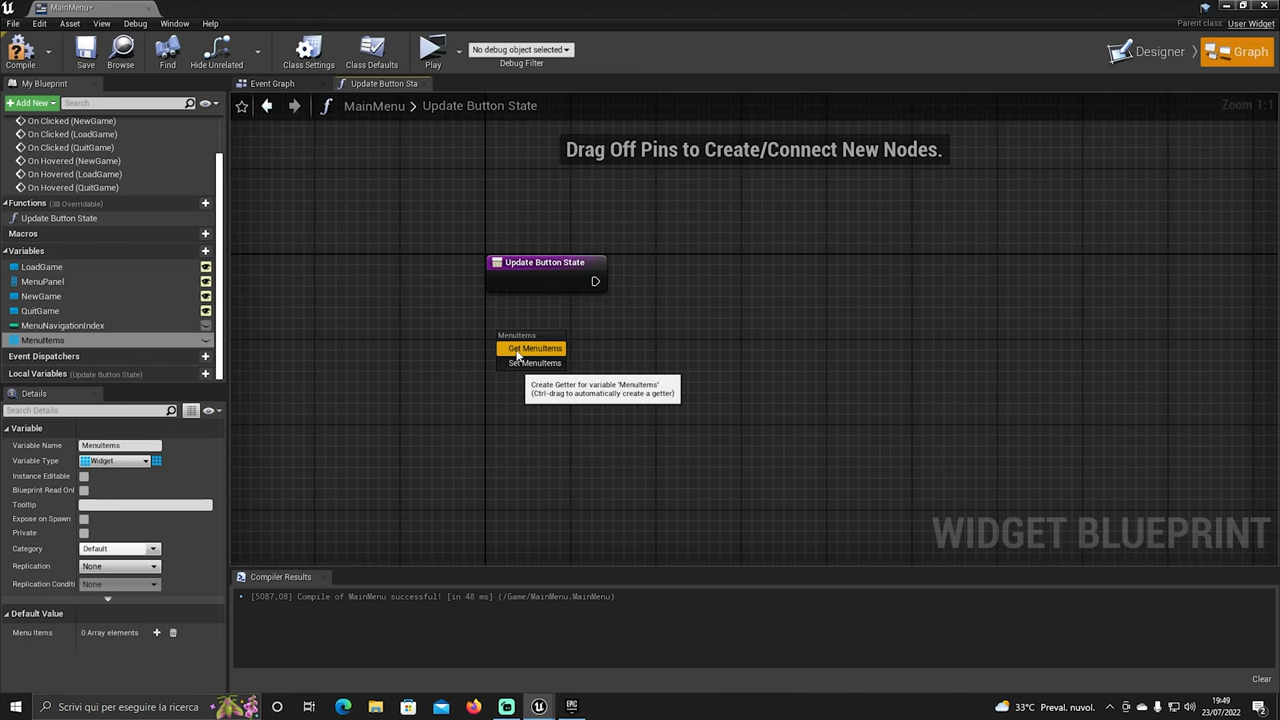 MainMenu*
File Edit Asset View Debug Window Help
Parent class: User Widget
Compile Save Browse Find Hide Unrelated Class Settings Class Defaults Play
No debug object selected
Debug Filter
Designer Graph
My Blueprint
Add New Search
On Clicked (NewGame)
On Clicked (LoadGame)
On Clicked (QuitGame)
On Hovered (NewGame)
On Hovered (LoadGame)
On Hovered (QuitGame)
Functions (38 Overridable)
Update Button State
Macros
Variables
LoadGame
MenuPanel
NewGame
QuitGame
MenuNavigationIndex
MenuItems
Event Dispatchers
Local Variables (Update Button State)
Details
Search Details
Variable
Variable Name MenuItems
Variable Type Widget
Instance Editable
Blueprint Read Onl
Tooltip
Expose on Spawn
Private
Category Default
Replication None
Replication Conditi None
Default Value
Menu Items 0 Array elements
Event Graph Update Button Sta
MainMenu > Update Button State
Zoom 1:1
Drag Off Pins to Create/Connect New Nodes.
Update Button State
MenuItems
Get MenuItems
Set MenuItems
Create Getter for variable 'MenuItems'
(Ctrl-drag to automatically create a getter)
WIDGET BLUEPRINT
Compiler Results
[5087.08] Compile of MainMenu successful! [in 48 ms] (/Game/MainMenu.MainMenu)
Clear
Scrivi qui per eseguire la ricerca
33°C Preval. nuvol.
19:49
23/07/2022